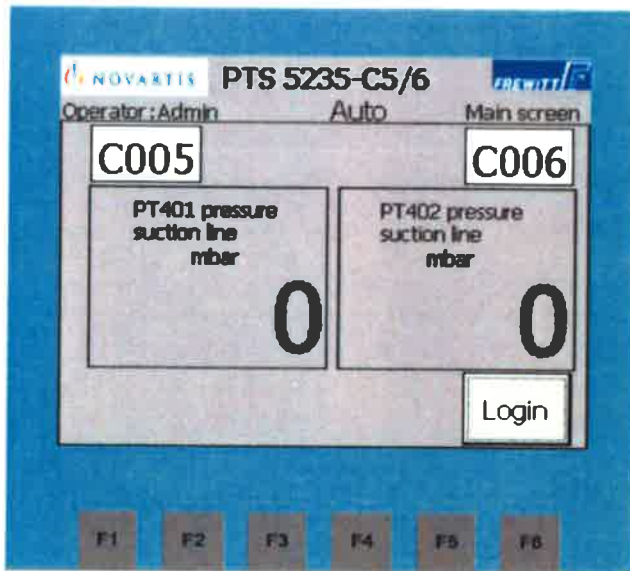 NOVARTIS PTS 5235-C5/6 FREWITT
Operator:Admin Auto Main screen
C005 C006
PT401 pressure
suction line
mbar
0
PT402 pressure
suction line
mbar
0
Login
F1 F2 F3 F4 F5 F6